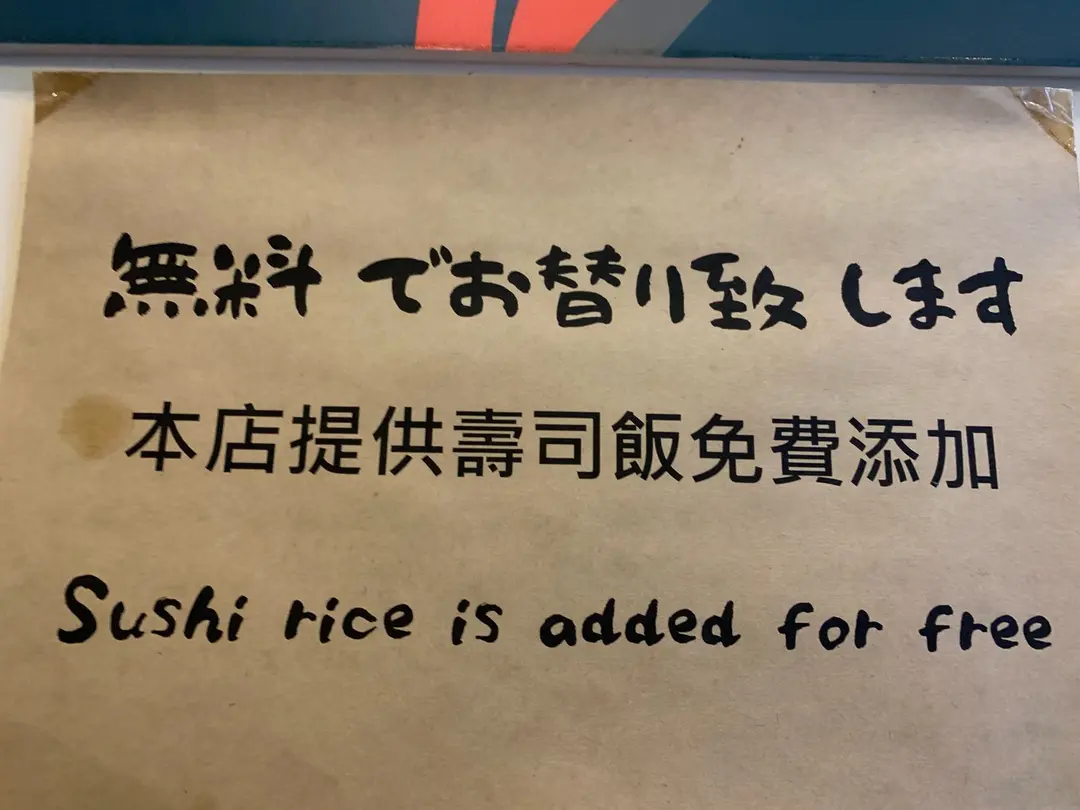 無料でお替り致します
本店提供壽司飯免費添加
Sushi rice is added for free